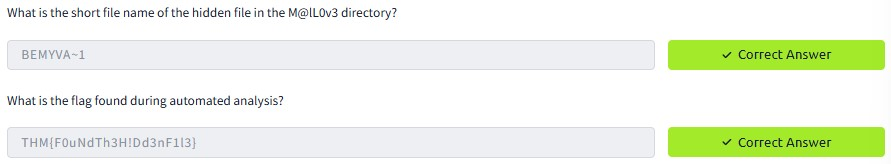 What is the short file name of the hidden file in the M@lL0v3 directory?
BEMYVA~1
✓ Correct Answer
What is the flag found during automated analysis?
THM{F0uNdTh3H!Dd3nF1l3}
✓ Correct Answer